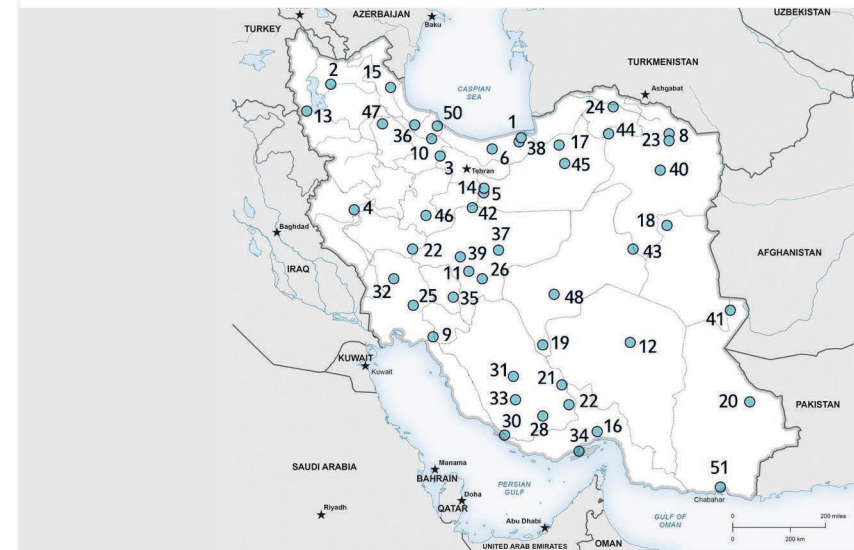 AZERBAIJAN
UZBEKISTAN
TURKEY
Baku
TURKMENISTAN
2
15
CASPIAN
SEA
Ashgabat
24
13
47
50
1
44
8
36
23
10
38
17
6
3
45
40
Tehran
14
5
4
46
42
18
Baghdad
37
22
39
43
AFGHANISTAN
IRAQ
11
26
32
25
35
48
41
9
19
12
KUWAIT
Kuwait
31
21
33
22
20
PAKISTAN
30
28
34
16
SAUDI ARABIA
Manama
BAHRAIN
51
PERSIAN
GULF
Doha
Chabahar
Riyadh
QATAR
Abu Dhabi
GULF OF
OMAN
0
200 miles
0
200 km
UNITED ARAB EMIRATES
OMAN